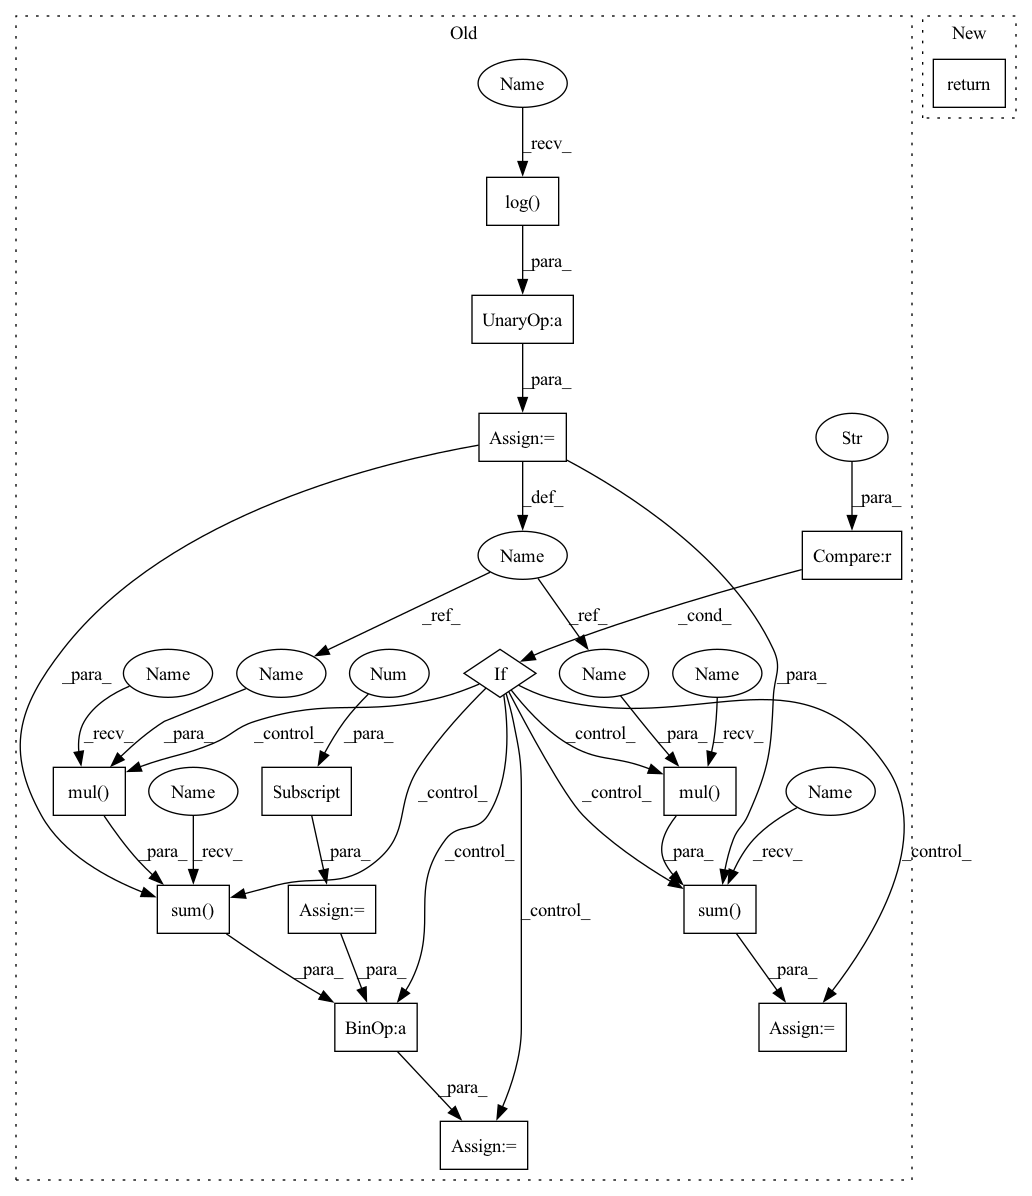 Old
New
Name
return
_recv_
log()
_para_
UnaryOp:a
_para_
Assign:=
Str
_def_
_para_
Name
Compare:r
_ref_
_ref_
_cond_
_para_
Name
Name
Num
If
Name
Name
_para_
_recv_
_para_
_control_
_para_
_control_
_para_
_recv_
mul()
Name
Subscript
_control_
_control_
mul()
Name
_para_
_recv_
_para_
_control_
_para_
_recv_
_control_
sum()
Assign:=
_control_
sum()
_para_
_para_
_para_
BinOp:a
Assign:=
_para_
Assign:=